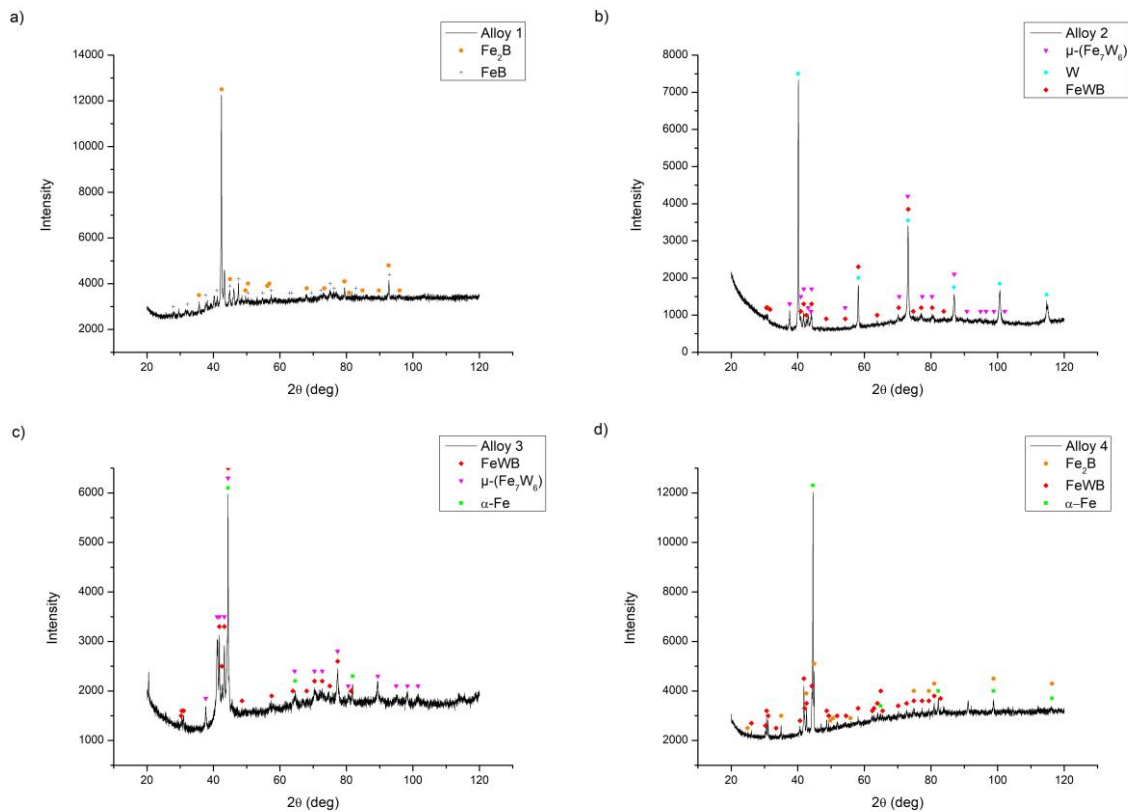 a)
Alloy 1
Fe₂B
FeB
14000
12000
10000
8000
6000
4000
2000
Intensity
20 40 60 80 100 120
2θ (deg)
b)
Alloy 2
μ-(Fe₇W₆)
W
FeWB
8000
7000
6000
5000
4000
3000
2000
1000
0
Intensity
20 40 60 80 100 120
2θ (deg)
c)
Alloy 3
FeWB
μ-(Fe₇W₆)
α-Fe
6000
5000
4000
3000
2000
1000
Intensity
20 40 60 80 100 120
2θ (deg)
d)
Alloy 4
Fe₂B
FeWB
α–Fe
12000
10000
8000
6000
4000
2000
Intensity
20 40 60 80 100 120
2θ (deg)